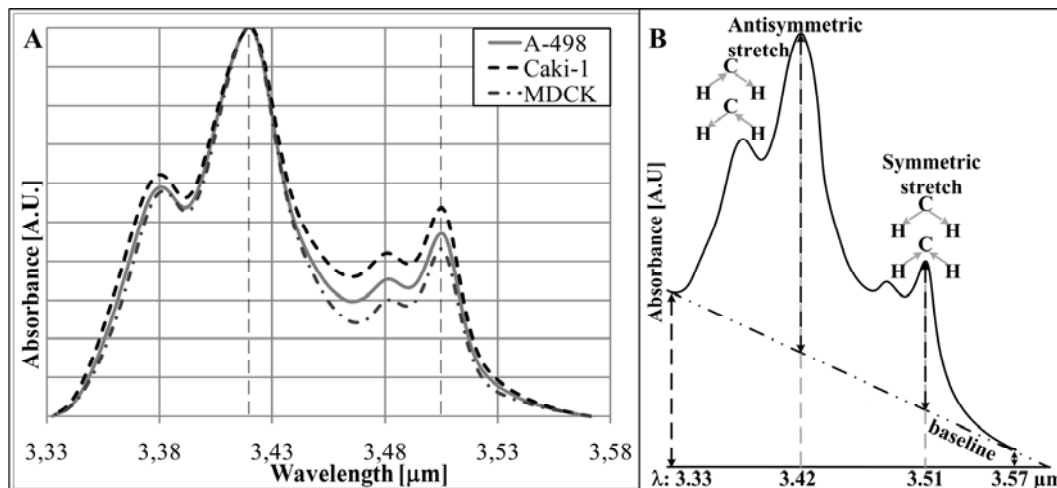 A
A-498
Caki-1
MDCK
Absorbance [A.U.]
3,33 3,38 3,43 3,48 3,53 3,58
Wavelength [µm]
B
Antisymmetric
stretch
C
H H
C
H H
Symmetric
stretch
C
H H
C
H H
Absorbance [A.U]
baseline
λ: 3.33 3.42 3.51 3.57 µm